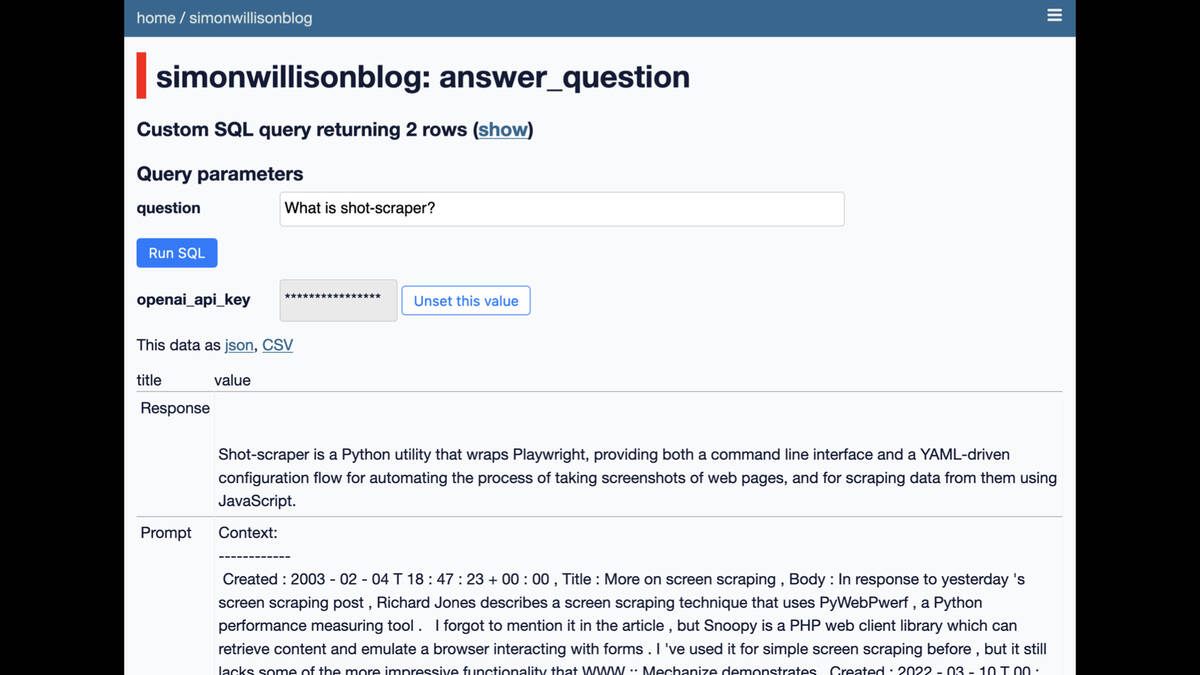 home / simonwillisonblog
simonwillisonblog: answer_question
Custom SQL query returning 2 rows (show)
Query parameters
question What is shot-scraper?
Run SQL
openai_api_key **************** Unset this value
This data as json, CSV
title value
Response
Shot-scraper is a Python utility that wraps Playwright, providing both a command line interface and a YAML-driven
configuration flow for automating the process of taking screenshots of web pages, and for scraping data from them using
JavaScript.
Prompt Context:
------------
Created : 2003 - 02 - 04 T 18 : 47 : 23 + 00 : 00 , Title : More on screen scraping , Body : In response to yesterday 's
screen scraping post , Richard Jones describes a screen scraping technique that uses PyWebPwerf , a Python
performance measuring tool .   I forgot to mention it in the article , but Snoopy is a PHP web client library which can
retrieve content and emulate a browser interacting with forms . I 've used it for simple screen scraping before , but it still
lacks some of the more impressive functionality that WWW :: Mechanize demonstrates . Created : 2022 - 03 - 10 T 00 :